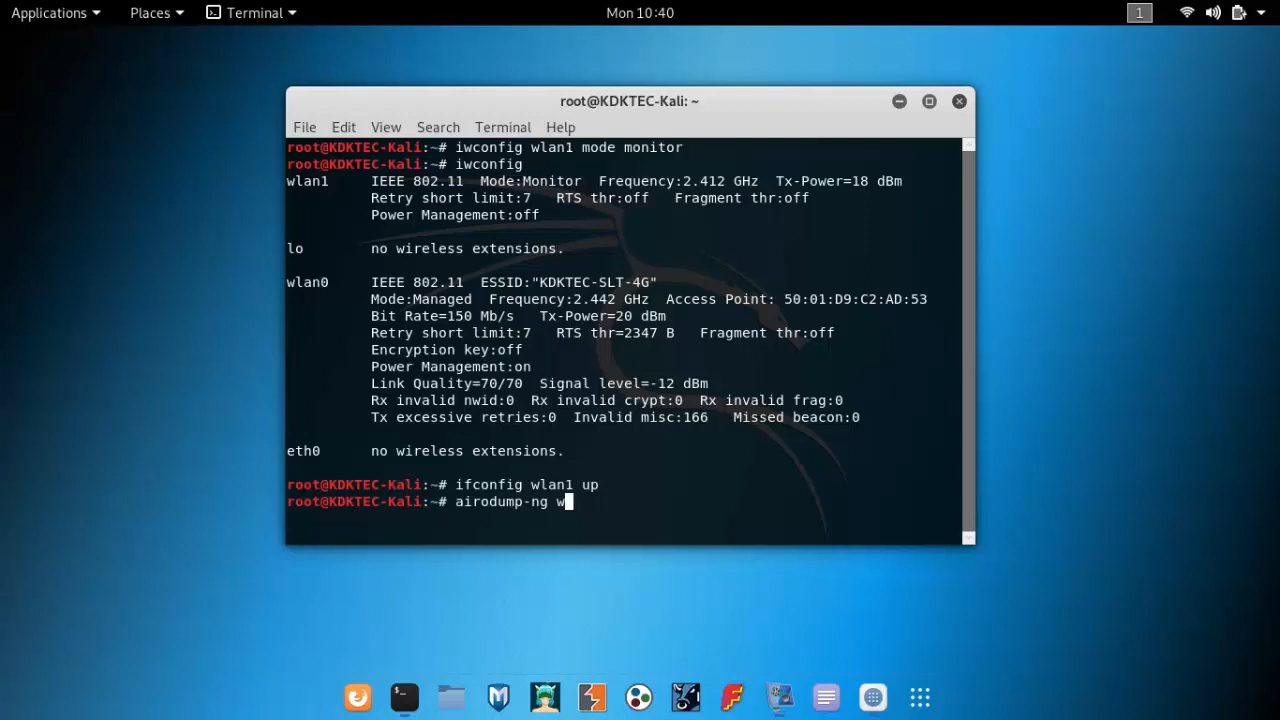 Applications Places Terminal Mon 10:40 1
root@KDKTEC-Kali: ~
File Edit View Search Terminal Help
root@KDKTEC-Kali:~# iwconfig wlan1 mode monitor
root@KDKTEC-Kali:~# iwconfig
wlan1 IEEE 802.11 Mode:Monitor Frequency:2.412 GHz Tx-Power=18 dBm
Retry short limit:7 RTS thr:off Fragment thr:off
Power Management:off
lo no wireless extensions.
wlan0 IEEE 802.11 ESSID:"KDKTEC-SLT-4G"
Mode:Managed Frequency:2.442 GHz Access Point: 50:01:D9:C2:AD:53
Bit Rate=150 Mb/s Tx-Power=20 dBm
Retry short limit:7 RTS thr=2347 B Fragment thr:off
Encryption key:off
Power Management:on
Link Quality=70/70 Signal level=-12 dBm
Rx invalid nwid:0 Rx invalid crypt:0 Rx invalid frag:0
Tx excessive retries:0 Invalid misc:166 Missed beacon:0
eth0 no wireless extensions.
root@KDKTEC-Kali:~# ifconfig wlan1 up
root@KDKTEC-Kali:~# airodump-ng w